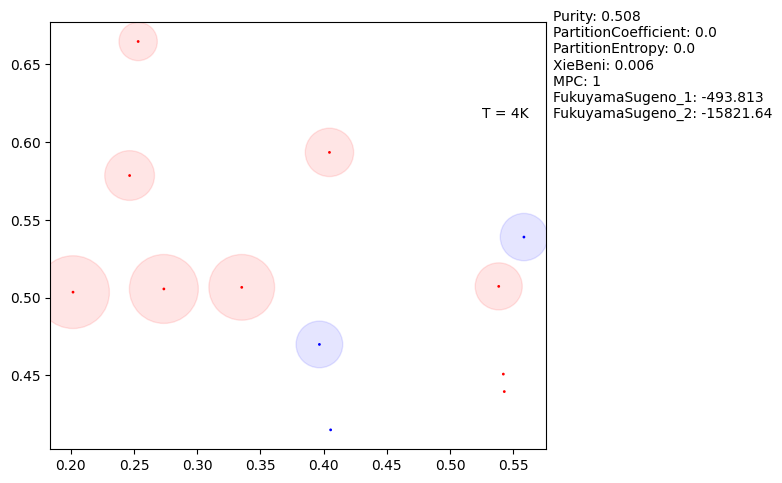 Purity: 0.508
PartitionCoefficient: 0.0
PartitionEntropy: 0.0
XieBeni: 0.006
MPC: 1
FukuyamaSugeno_1: -493.813
FukuyamaSugeno_2: -15821.64
T = 4K
0.65
0.60
0.55
0.50
0.45
0.20 0.25 0.30 0.35 0.40 0.45 0.50 0.55